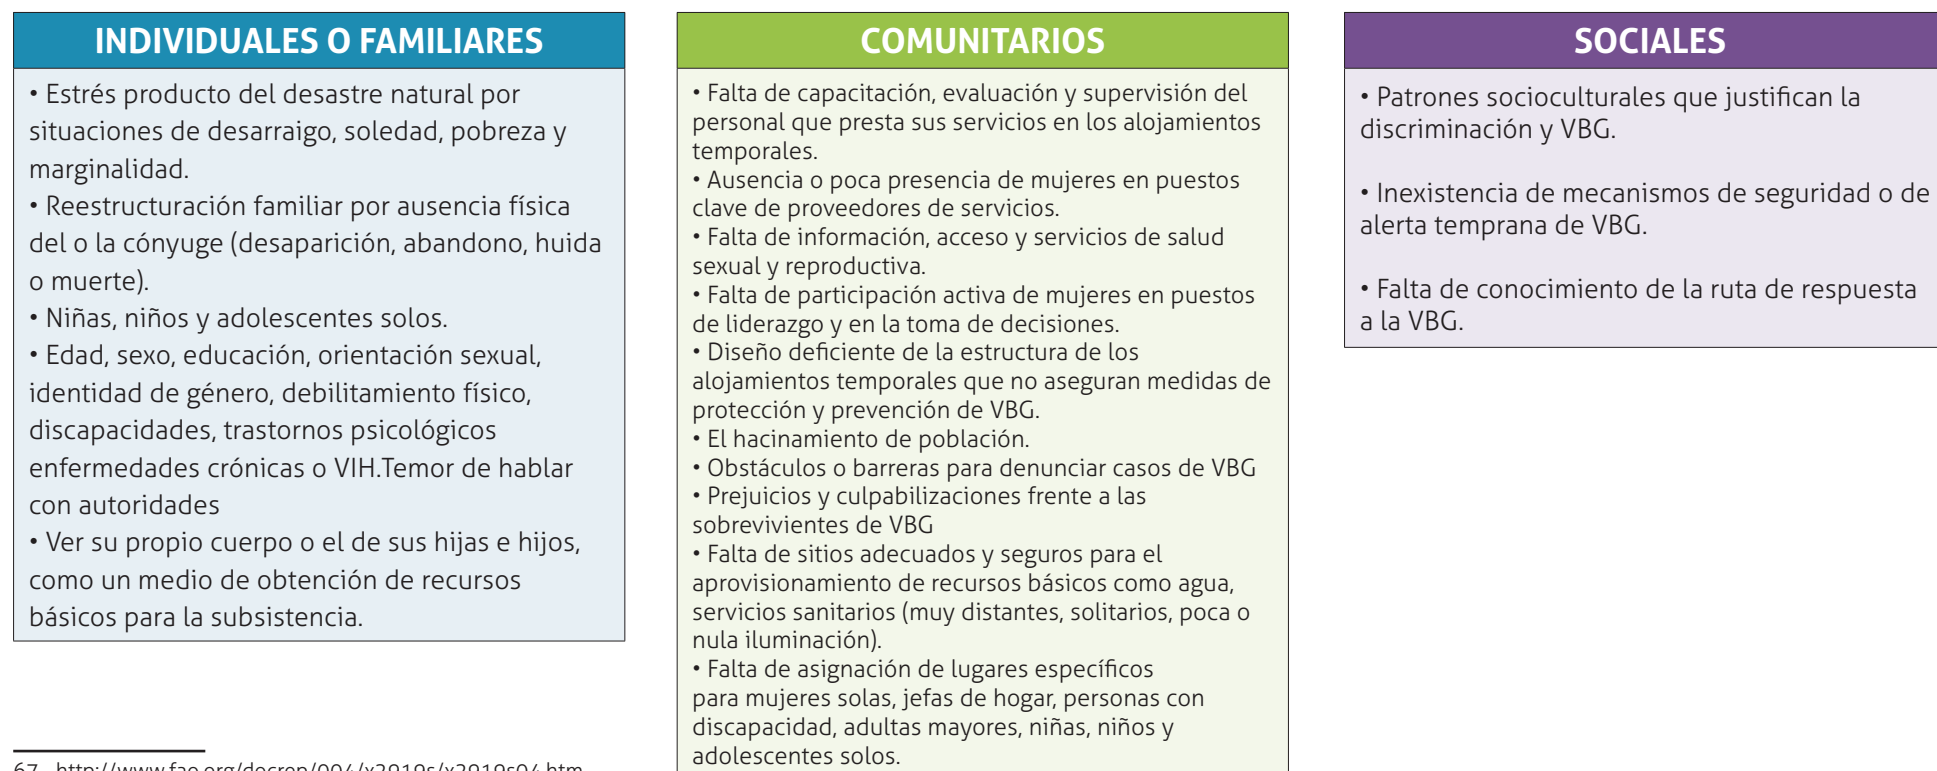 INDIVIDUALES O FAMILIARES
• Estrés producto del desastre natural por
situaciones de desarraigo, soledad, pobreza y
marginalidad.
• Reestructuración familiar por ausencia física
del o la cónyuge (desaparición, abandono, huida
o muerte).
• Niñas, niños y adolescentes solos.
• Edad, sexo, educación, orientación sexual,
identidad de género, debilitamiento físico,
discapacidades, trastornos psicológicos
enfermedades crónicas o VIH.Temor de hablar
con autoridades
• Ver su propio cuerpo o el de sus hijas e hijos,
como un medio de obtención de recursos
básicos para la subsistencia.
COMUNITARIOS
• Falta de capacitación, evaluación y supervisión del
personal que presta sus servicios en los alojamientos
temporales.
• Ausencia o poca presencia de mujeres en puestos
clave de proveedores de servicios.
• Falta de información, acceso y servicios de salud
sexual y reproductiva.
• Falta de participación activa de mujeres en puestos
de liderazgo y en la toma de decisiones.
• Diseño deficiente de la estructura de los
alojamientos temporales que no aseguran medidas de
protección y prevención de VBG.
• El hacinamiento de población.
• Obstáculos o barreras para denunciar casos de VBG
• Prejuicios y culpabilizaciones frente a las
sobrevivientes de VBG
• Falta de sitios adecuados y seguros para el
aprovisionamiento de recursos básicos como agua,
servicios sanitarios (muy distantes, solitarios, poca o
nula iluminación).
• Falta de asignación de lugares específicos
para mujeres solas, jefas de hogar, personas con
discapacidad, adultas mayores, niñas, niños y
adolescentes solos.
SOCIALES
• Patrones socioculturales que justifican la
discriminación y VBG.
• Inexistencia de mecanismos de seguridad o de
alerta temprana de VBG.
• Falta de conocimiento de la ruta de respuesta
a la VBG.
67 http://www.fao.org/docrep/004/x2919s/x2919s04.htm